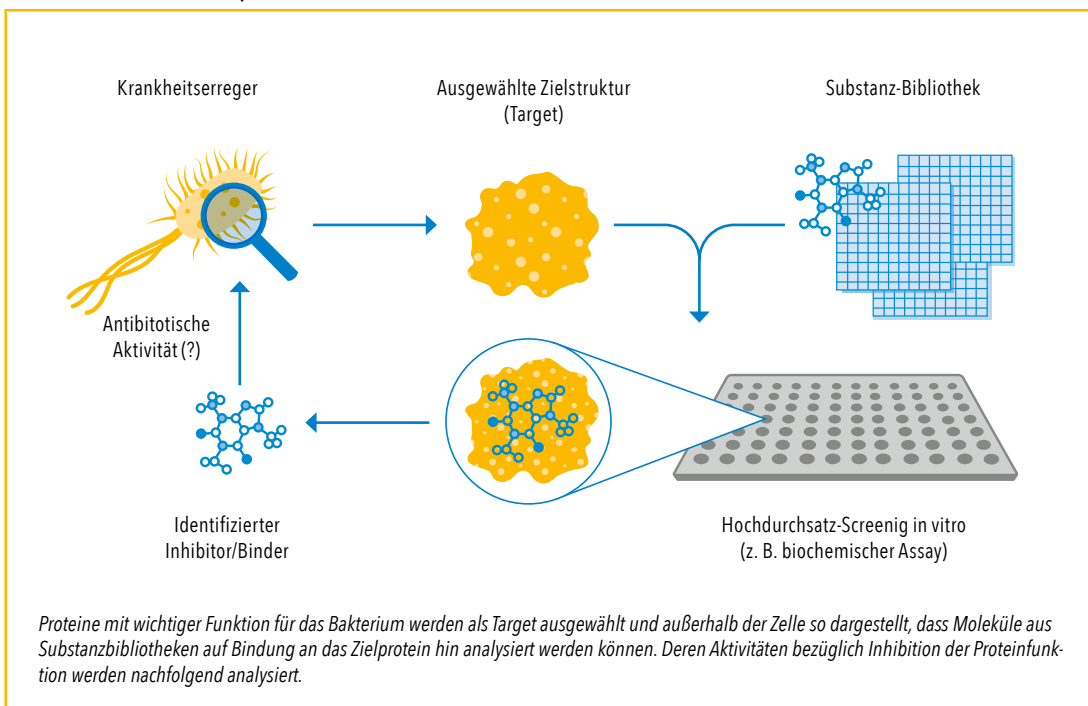 Krankheitserreger
Ausgewählte Zielstruktur
(Target)
Substanz-Bibliothek
Antibitotische
Aktivität (?)
Identifizierter
Inhibitor/Binder
Hochdurchsatz-Screenig in vitro
(z. B. biochemischer Assay)
Proteine mit wichtiger Funktion für das Bakterium werden als Target ausgewählt und außerhalb der Zelle so dargestellt, dass Moleküle aus
Substanzbibliotheken auf Bindung an das Zielprotein hin analysiert werden können. Deren Aktivitäten bezüglich Inhibition der Proteinfunk-
tion werden nachfolgend analysiert.